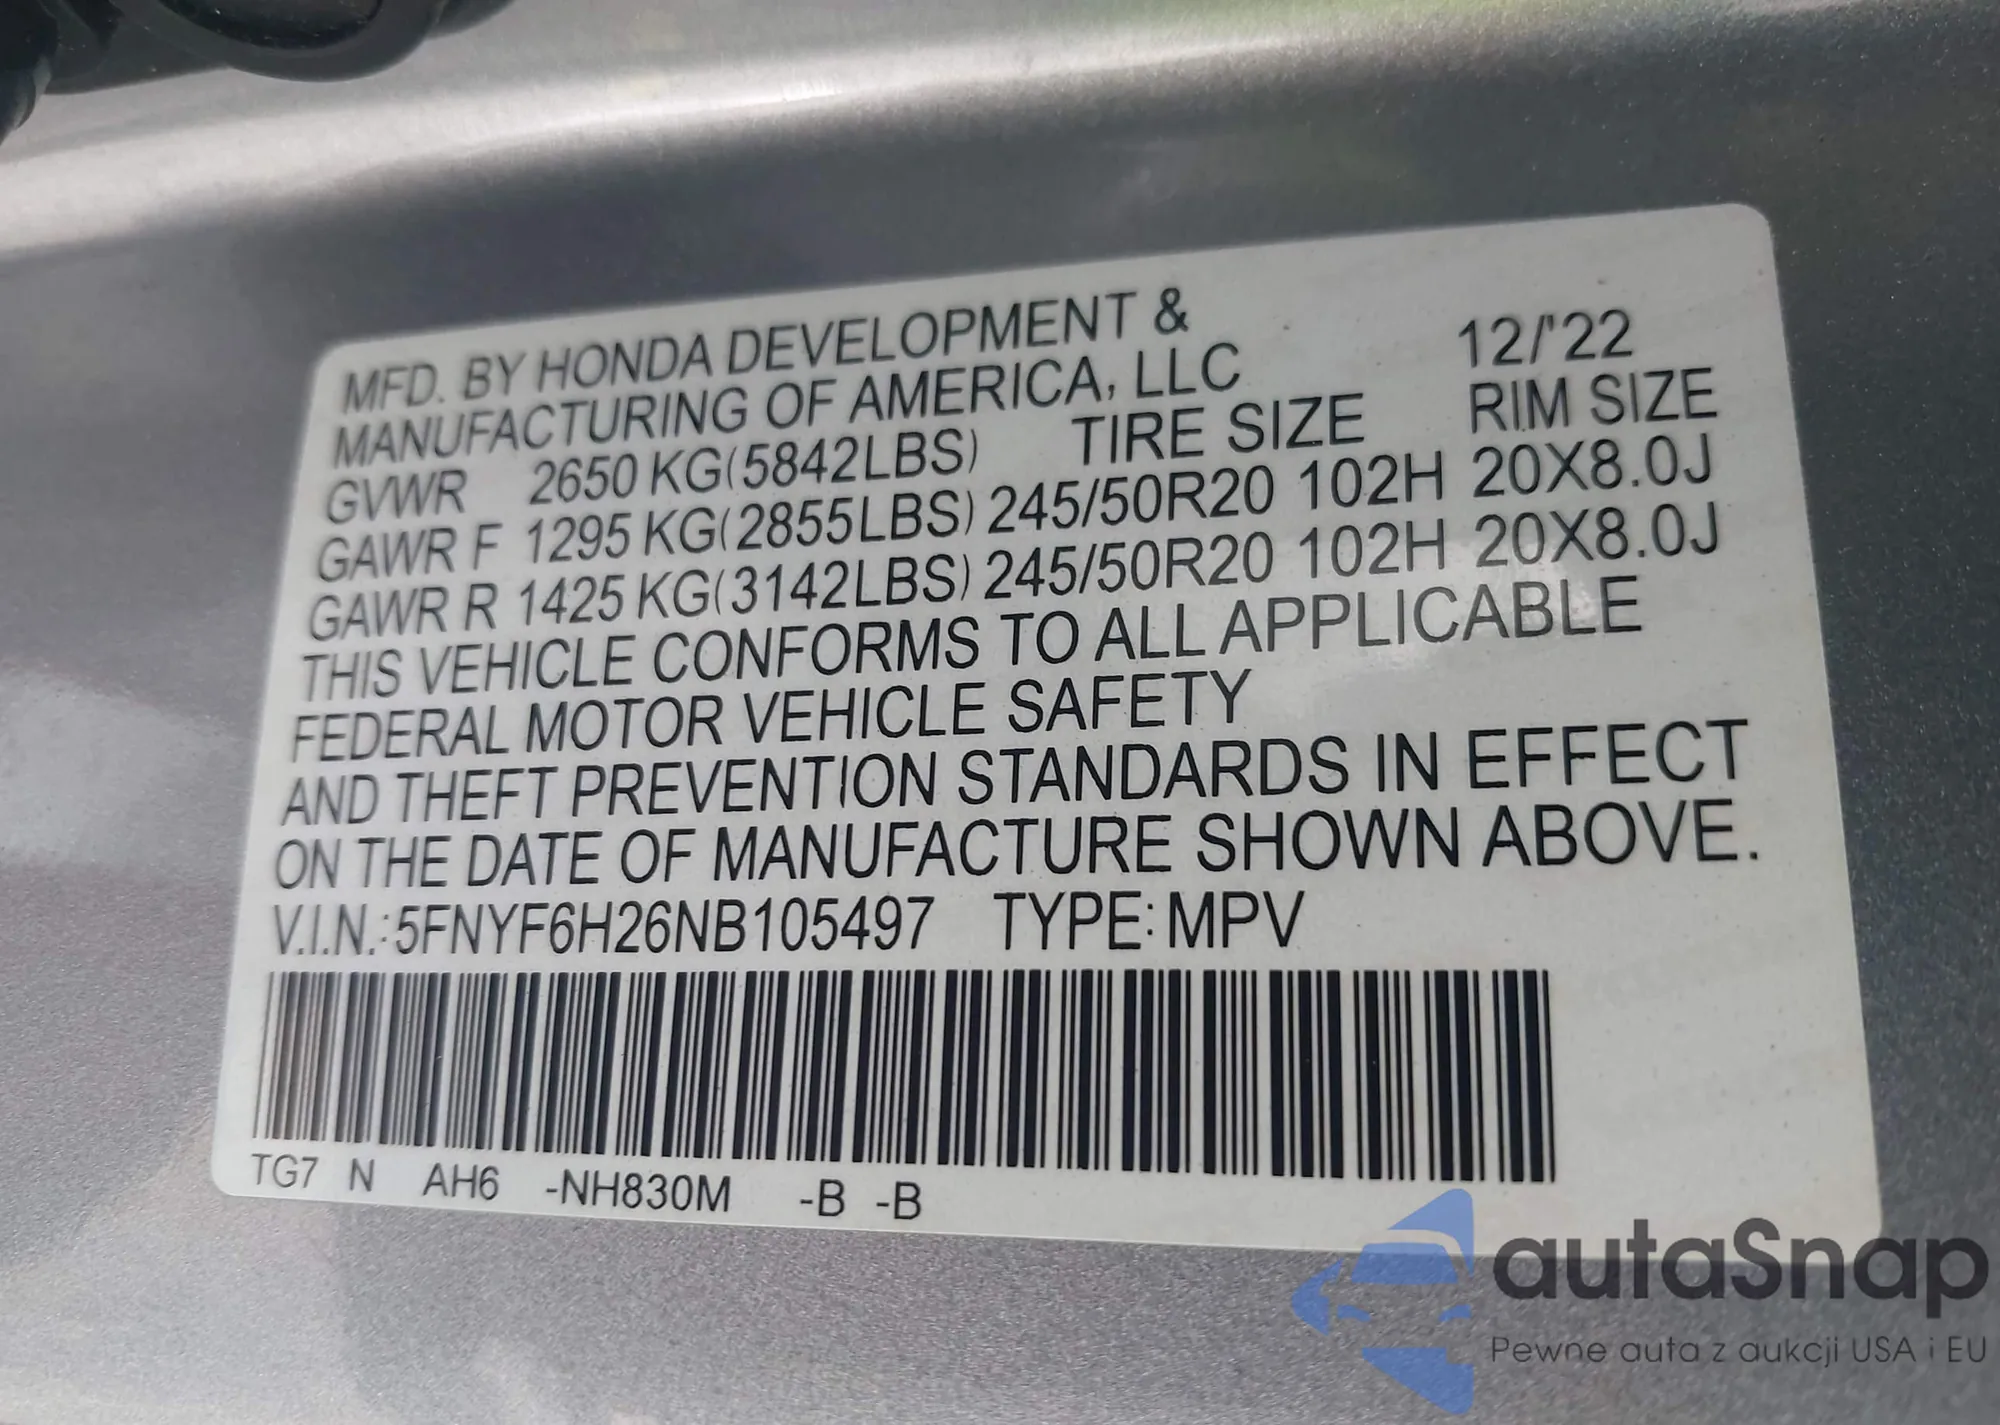 MFD. BY HONDA DEVELOPMENT &
MANUFACTURING OF AMERICA, LLC 12/'22
GVWR 2650 KG(5842LBS) TIRE SIZE RIM SIZE
GAWR F 1295 KG(2855LBS) 245/50R20 102H 20X8.0J
GAWR R 1425 KG(3142LBS) 245/50R20 102H 20X8.0J
THIS VEHICLE CONFORMS TO ALL APPLICABLE
FEDERAL MOTOR VEHICLE SAFETY
AND THEFT PREVENTION STANDARDS IN EFFECT
ON THE DATE OF MANUFACTURE SHOWN ABOVE.
V.I.N.:5FNYF6H26NB105497 TYPE:MPV
TG7 N AH6 -NH830M -B -B
autaSnap
Pewne auta z aukcji USA i EU